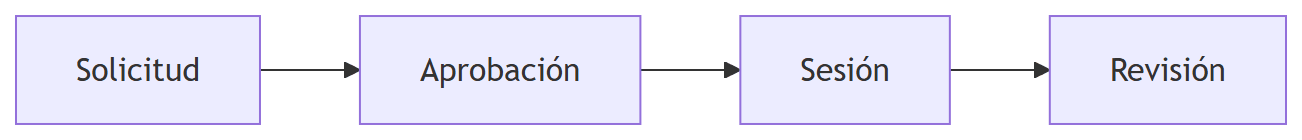 Solicitud
Aprobación
Sesión
Revisión